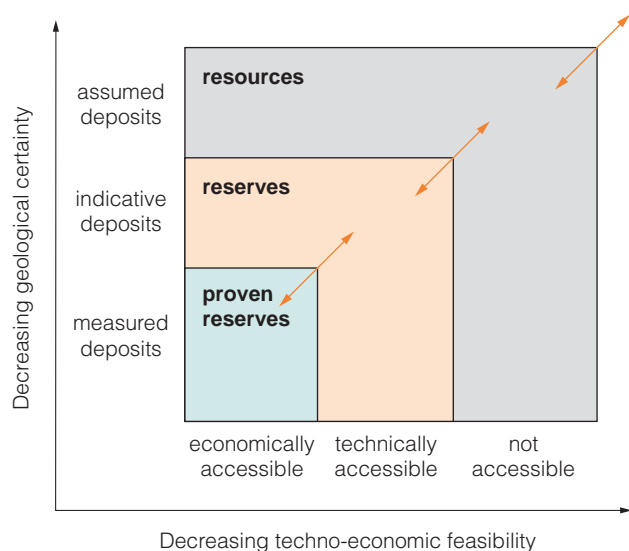 Decreasing geological certainty
assumed
deposits
indicative
deposits
measured
deposits
resources
reserves
proven
reserves
economically
accessible
technically
accessible
not
accessible
Decreasing techno-economic feasibility